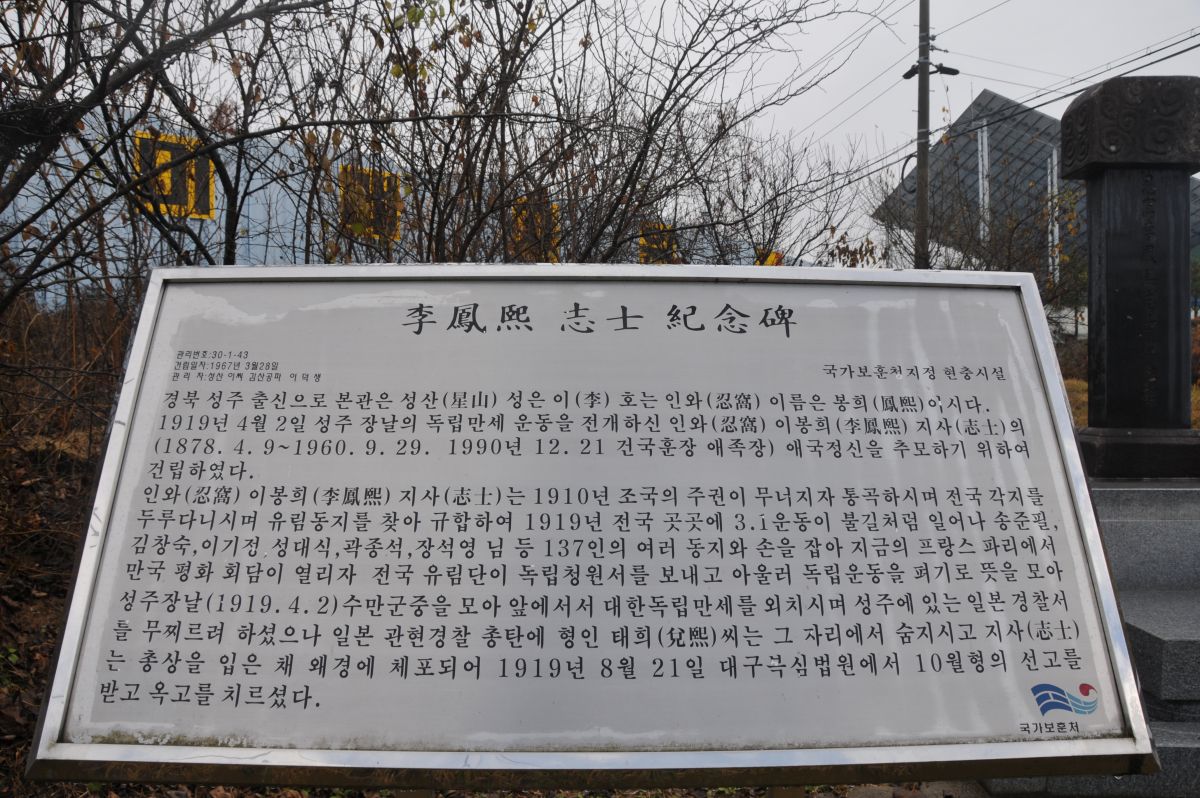 李鳳熙 志士 紀念碑
관리번호:30-1-43
건립일자:1967년 3월28일
관 리 자:성산 이씨 김산공파 이 덕 생
국가보훈처지정 현충시설
경북 성주 출신으로 본관은 성산(星山) 성은 이(李) 호는 인와(忍窩) 이름은 봉희(鳳熙)이시다.
1919년 4월 2일 성주 장날의 독립만세 운동을 전개하신 인와(忍窩) 이봉희(李鳳熙) 지사(志士)의
(1878. 4. 9~1960. 9. 29. 1990년 12. 21 건국훈장 애족장) 애국정신을 추모하기 위하여
건립하였다.
인와(忍窩) 이봉희(李鳳熙) 지사(志士)는 1910년 조국의 주권이 무너지자 통곡하시며 전국 각지를
두루다니시며 유림동지를 찾아 규합하여 1919년 전국 곳곳에 3.1운동이 불길처럼 일어나 송준필,
김창숙,이기정,성대식,곽종석,장석영 님 등 137인의 여러 동지와 손을 잡아 지금의 프랑스 파리에서
만국 평화 회담이 열리자 전국 유림단이 독립청원서를 보내고 아울러 독립운동을 펴기로 뜻을 모아
성주장날(1919.4.2)수만군중을 모아 앞에서서 대한독립만세를 외치시며 성주에 있는 일본 경찰서
를 무찌르려 하셨으나 일본 관현경찰 총탄에 형인 태희(兌熙)씨는 그 자리에서 숨지시고 지사(志士)
는 총상을 입은 채 왜경에 체포되어 1919년 8월 21일 대구복심법원에서 10월형의 선고를
받고 옥고를 치르셨다.
국가보훈처